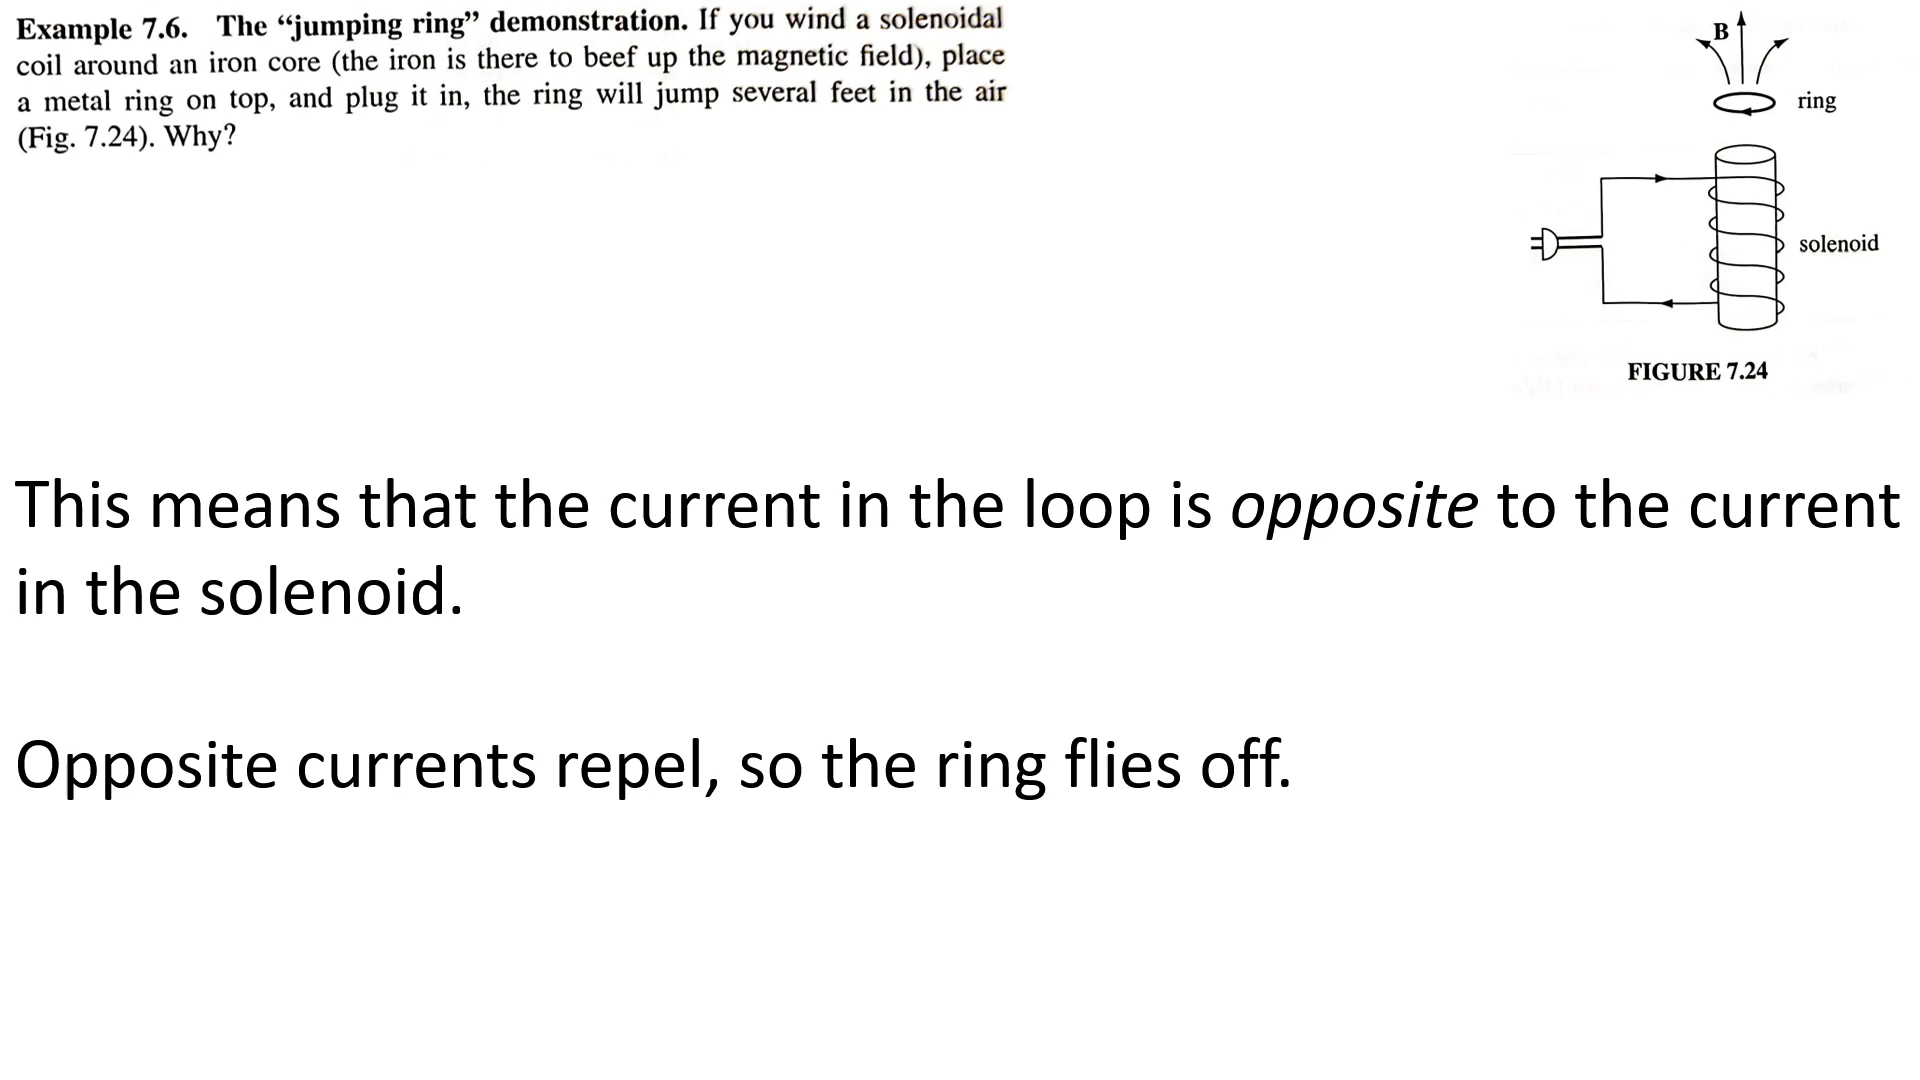 Example 7.6. The “jumping ring” demonstration. If you wind a solenoidal
coil around an iron core (the iron is there to beef up the magnetic field), place
a metal ring on top, and plug it in, the ring will jump several feet in the air
(Fig. 7.24). Why?
B
ring
solenoid
FIGURE 7.24
This means that the current in the loop is opposite to the current
in the solenoid.
Opposite currents repel, so the ring flies off.